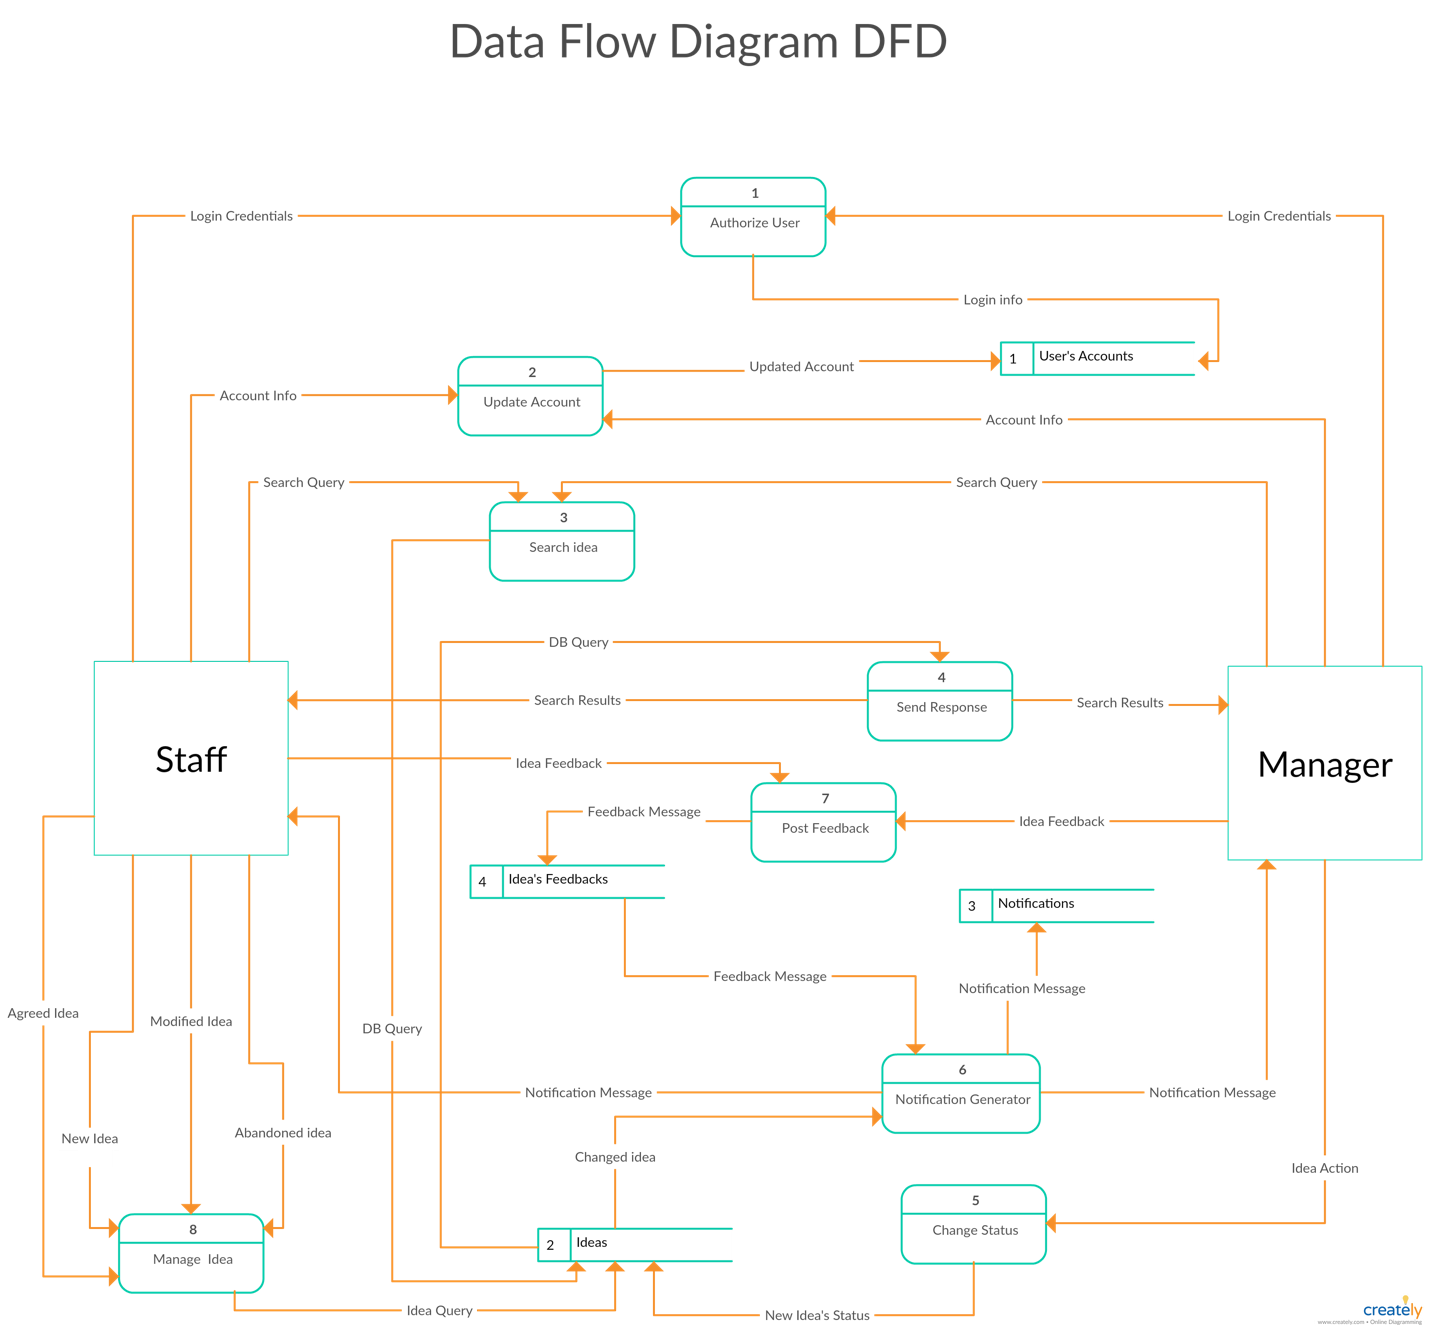 Data Flow Diagram DFD
1
Authorize User
Login Credentials
Login Credentials
Login info
1
User's Accounts
2
Update Account
Updated Account
Account Info
Account Info
Search Query
Search Query
3
Search idea
DB Query
4
Send Response
Search Results
Search Results
Staff
Manager
Idea Feedback
7
Post Feedback
Feedback Message
Idea Feedback
4
Idea's Feedbacks
3
Notifications
Feedback Message
Notification Message
Agreed Idea
Modified Idea
DB Query
6
Notification Generator
Notification Message
Notification Message
New Idea
Abandoned idea
Changed idea
Idea Action
5
Change Status
8
Manage  Idea
2
Ideas
Idea Query
New Idea's Status
creately
www.creately.com • Online Diagramming